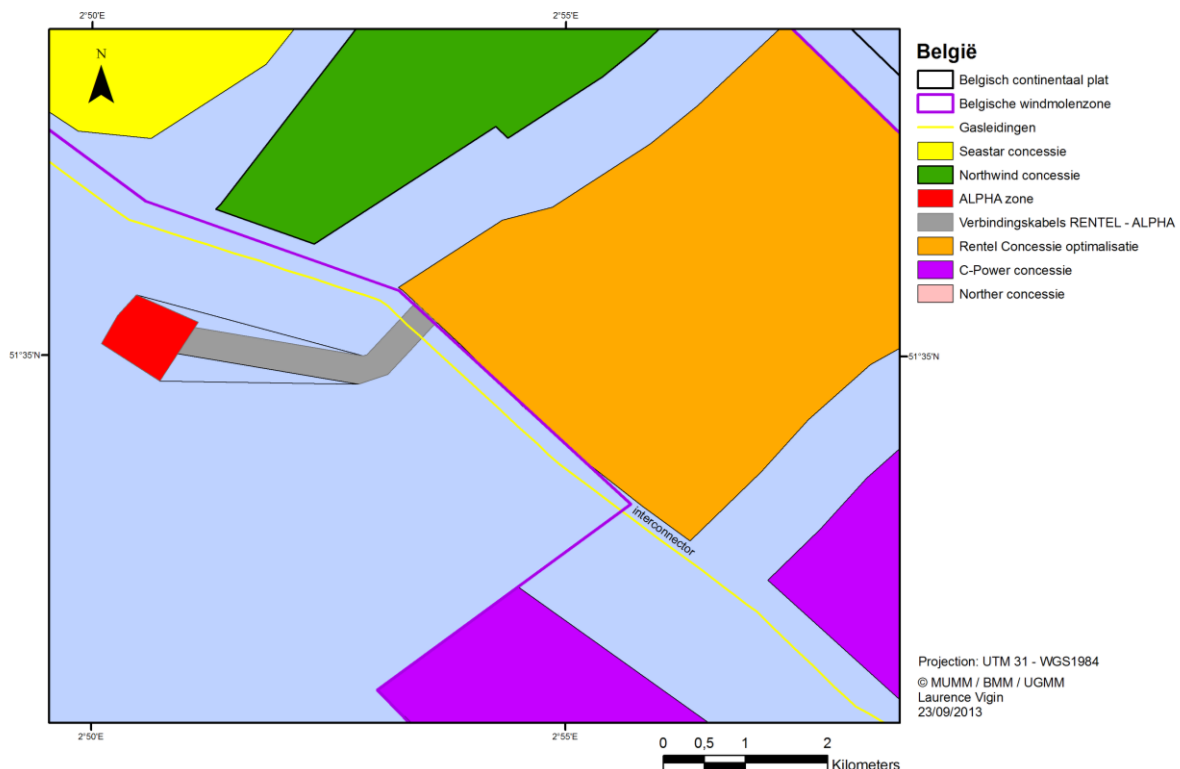 2°50'E
2°55'E
N
51°35'N
51°35'N
interconnector
2°50'E
2°55'E
België
Belgisch continentaal plat
Belgische windmolenzone
Gasleidingen
Seastar concessie
Northwind concessie
ALPHA zone
Verbindingskabels RENTEL - ALPHA
Rentel Concessie optimalisatie
C-Power concessie
Norther concessie
Projection: UTM 31 - WGS1984
© MUMM / BMM / UGMM
Laurence Vigin
23/09/2013
0 0,5 1 2
Kilometers